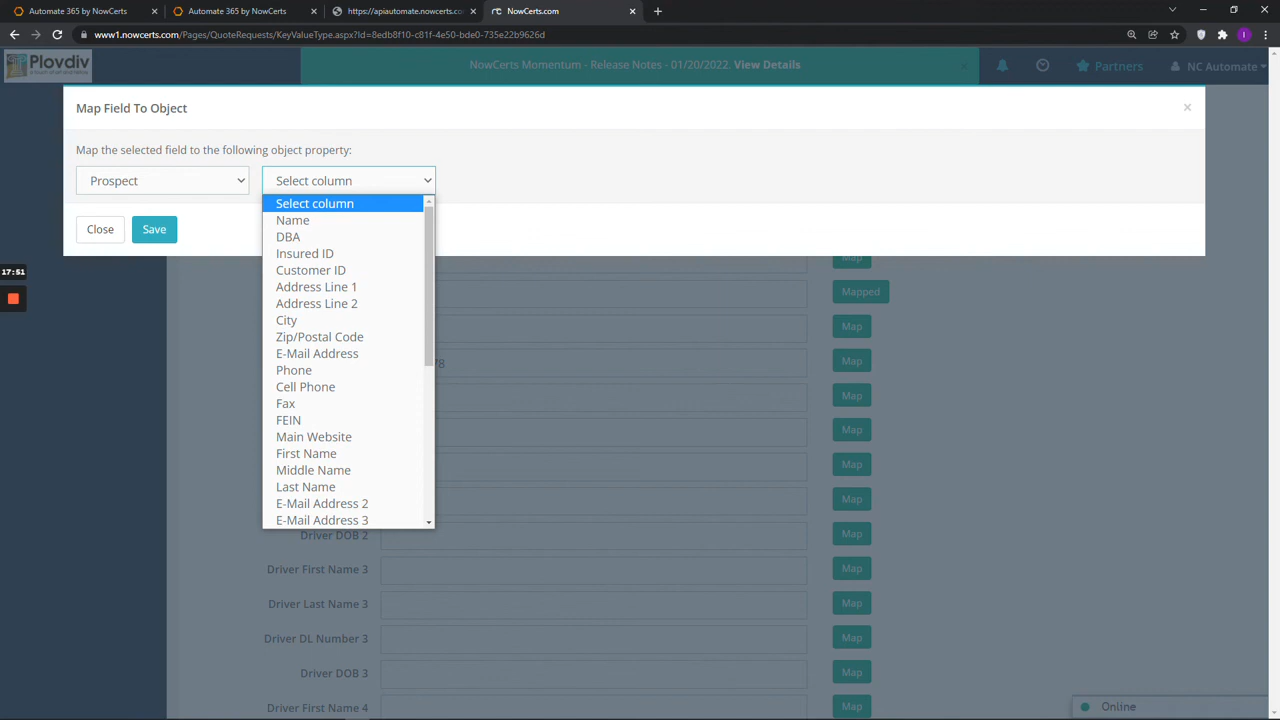 Automate 365 by NowCerts
Automate 365 by NowCerts
https://apiautomate.nowcerts.con
NowCerts.com
www1.nowcerts.com/Pages/QuoteRequests/KeyValueType.aspx?Id=8edb8f10-c81f-4e50-bde0-735e22b9626d
Plovdiv
NowCerts Momentum - Release Notes - 01/20/2022. View Details
Partners
NC Automate
Map Field To Object
Map the selected field to the following object property:
Prospect
Select column
Select column
Name
DBA
Insured ID
Customer ID
Address Line 1
Address Line 2
City
Zip/Postal Code
E-Mail Address
Phone
Cell Phone
Fax
FEIN
Main Website
First Name
Middle Name
Last Name
E-Mail Address 2
E-Mail Address 3
Close
Save
17:51
Map
Mapped
Map
78
Map
Map
Map
Map
Map
Driver DOB 2
Map
Driver First Name 3
Map
Driver Last Name 3
Map
Driver DL Number 3
Map
Driver DOB 3
Map
Driver First Name 4
Map
Online